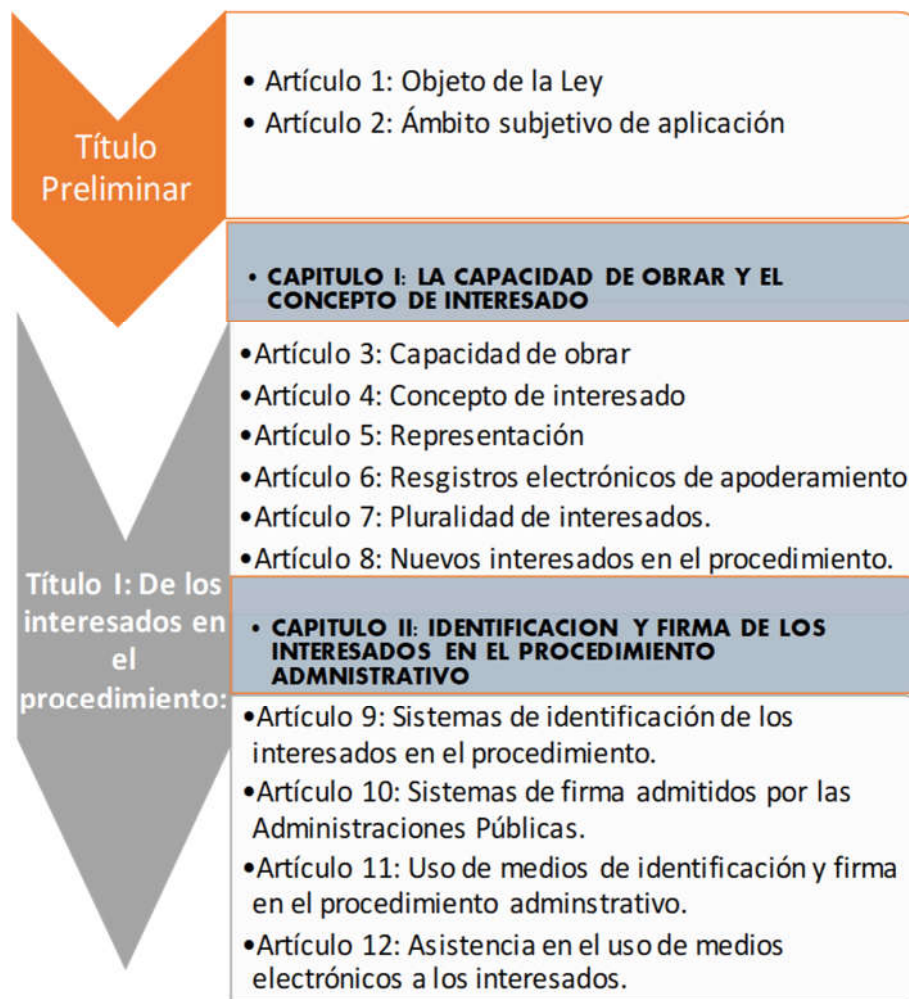 Título
Preliminar
• Artículo 1: Objeto de la Ley
• Artículo 2: Ámbito subjetivo de aplicación
• CAPITULO I: LA CAPACIDAD DE OBRAR Y EL
CONCEPTO DE INTERESADO
•Artículo 3: Capacidad de obrar
•Artículo 4: Concepto de interesado
•Artículo 5: Representación
•Artículo 6: Resgistros electrónicos de apoderamiento
•Artículo 7: Pluralidad de interesados.
•Artículo 8: Nuevos interesados en el procedimiento.
Título I: De los
interesados en
el
procedimiento:
• CAPITULO II: IDENTIFICACION Y FIRMA DE LOS
INTERESADOS EN EL PROCEDIMIENTO
ADMNISTRATIVO
•Artículo 9: Sistemas de identificación de los
interesados en el procedimiento.
•Artículo 10: Sistemas de firma admitidos por las
Administraciones Públicas.
•Artículo 11: Uso de medios de identificación y firma
en el procedimiento adminstrativo.
•Artículo 12: Asistencia en el uso de medios
electrónicos a los interesados.